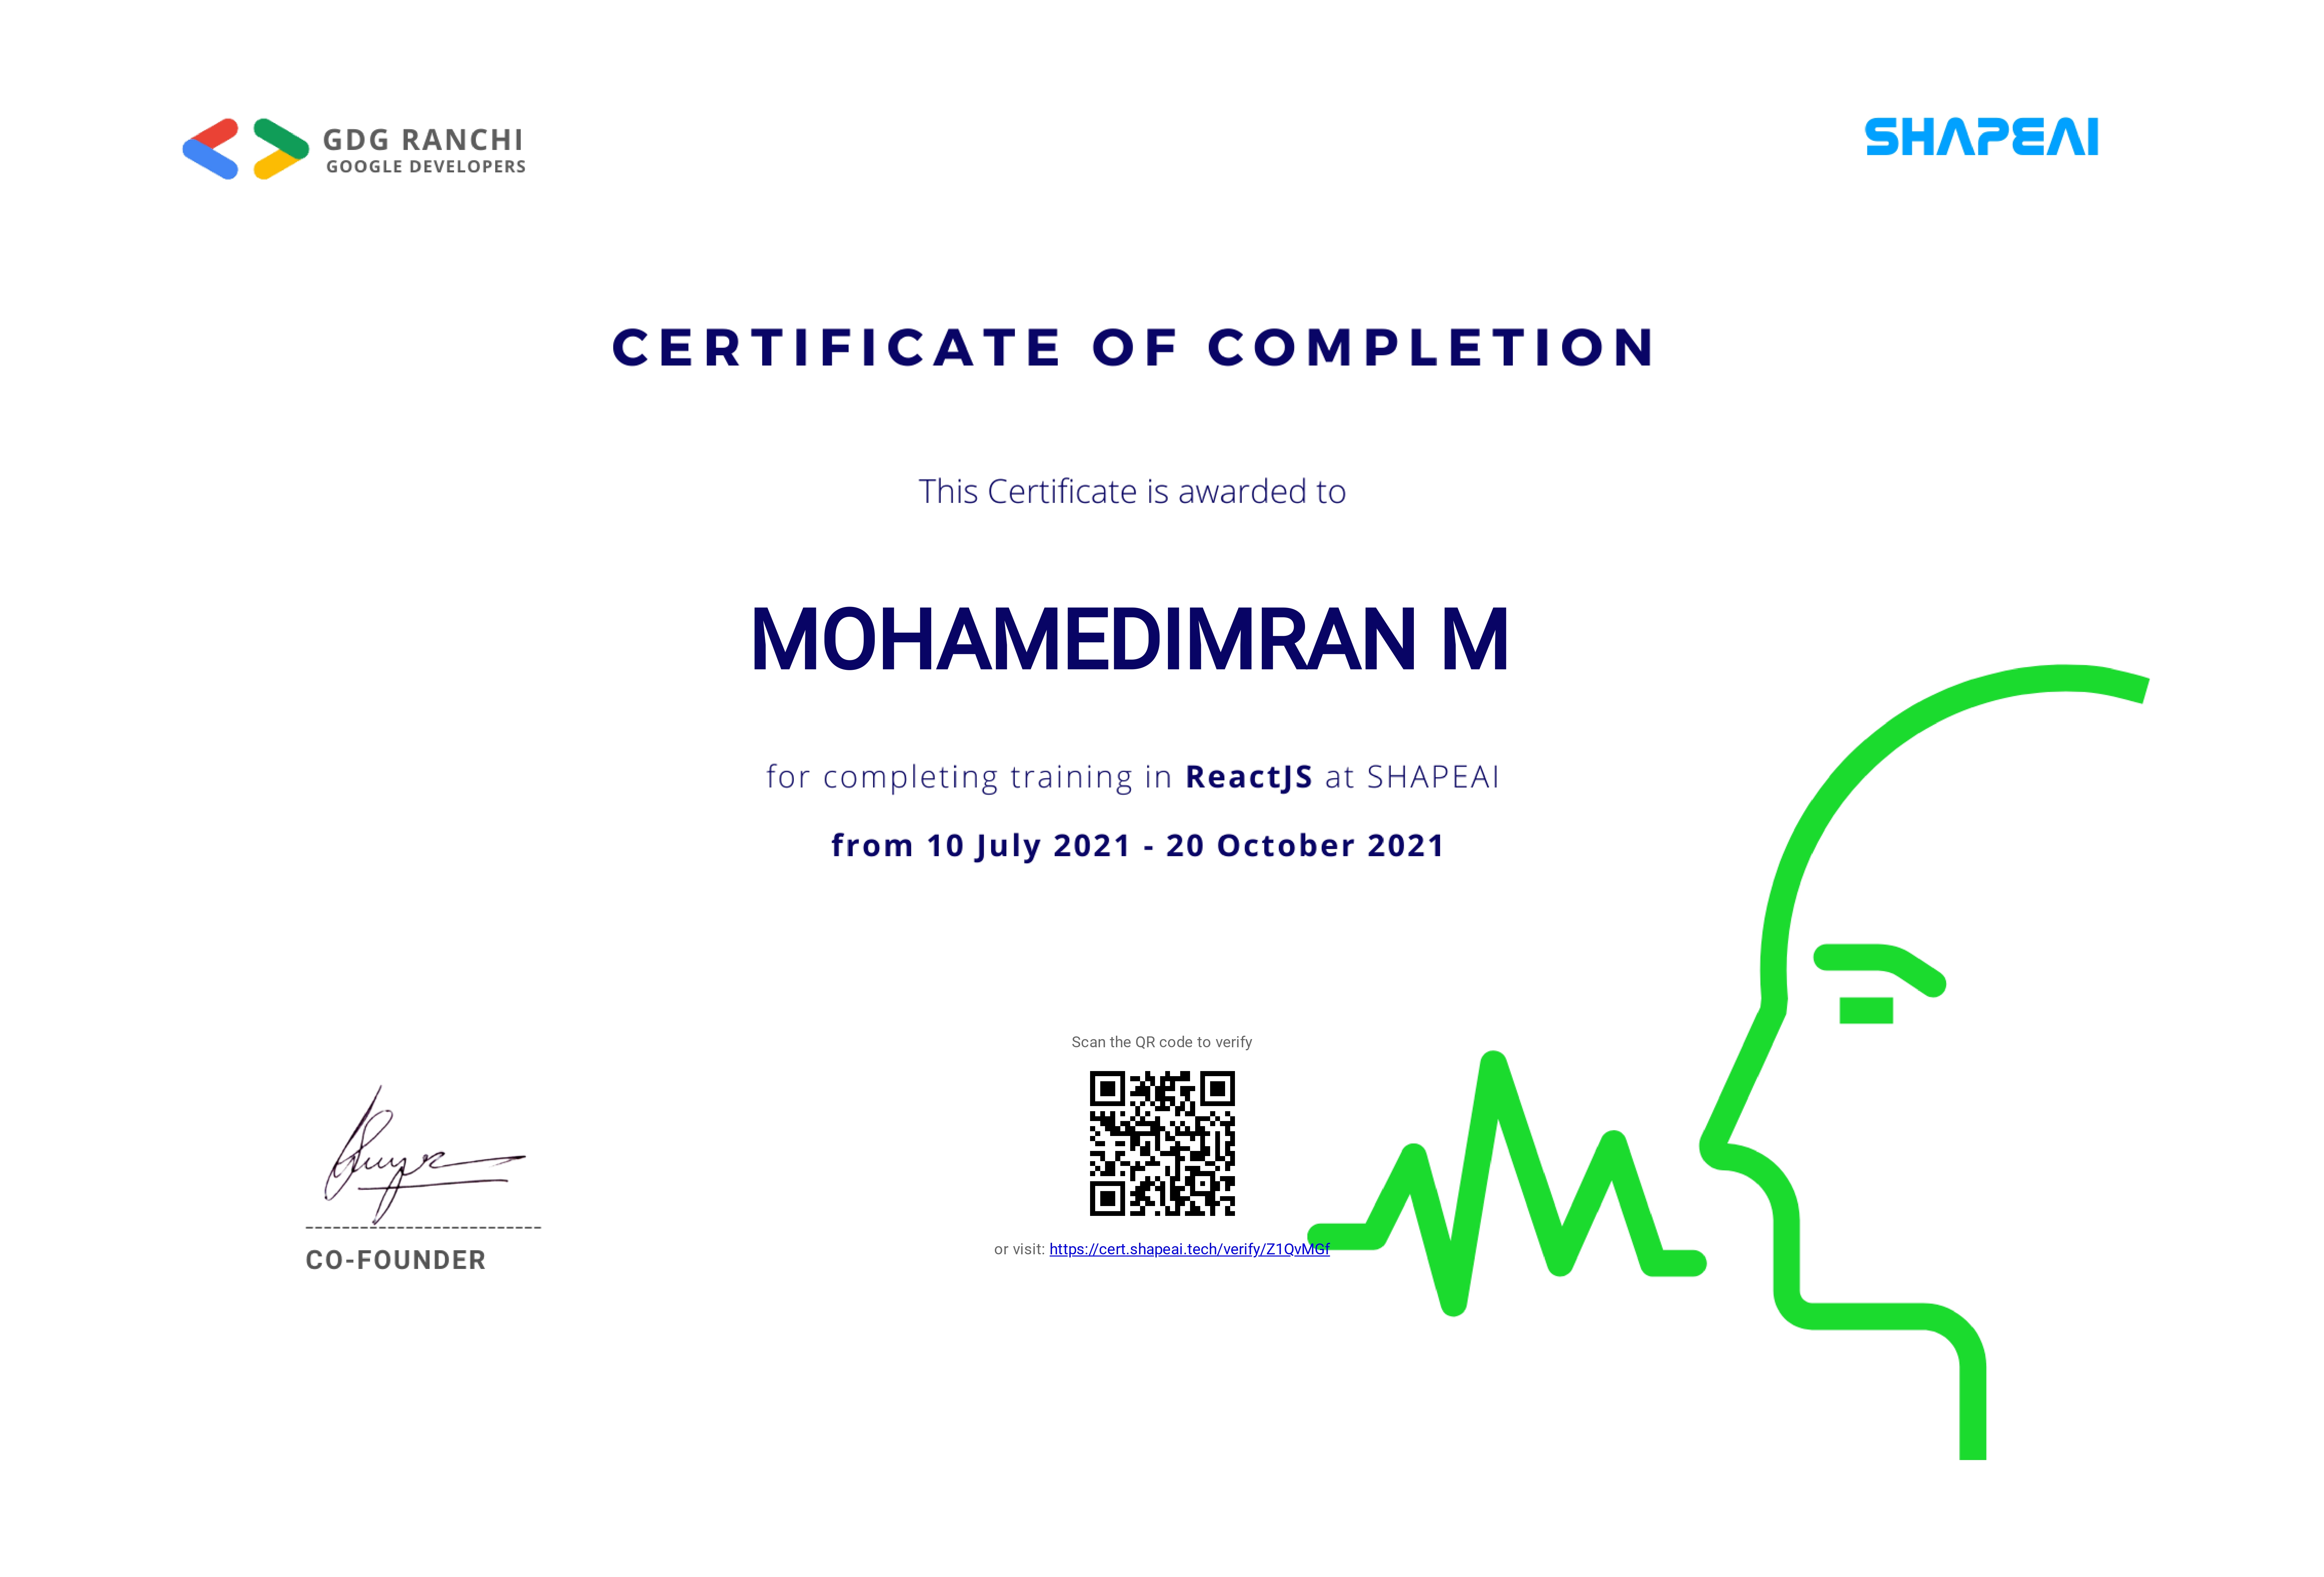 GDG RANCHI
GOOGLE DEVELOPERS
SHAPEAI
CERTIFICATE OF COMPLETION
This Certificate is awarded to
MOHAMEDIMRAN M
for completing training in ReactJS at SHAPEAI
from 10 July 2021 - 20 October 2021
Scan the QR code to verify
or visit: https://cert.shapeai.tech/verify/Z1QvMGf
CO-FOUNDER